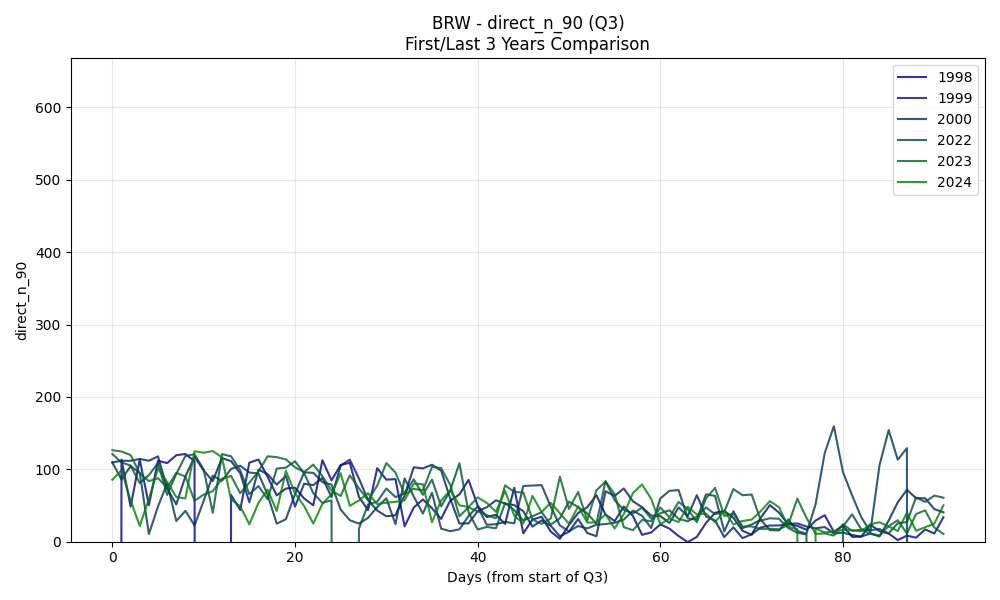 BRW - direct_n_90 (Q3)
First/Last 3 Years Comparison
1998
1999
2000
2022
2023
2024
600
500
400
300
200
100
0
direct_n_90
0 20 40 60 80
Days (from start of Q3)